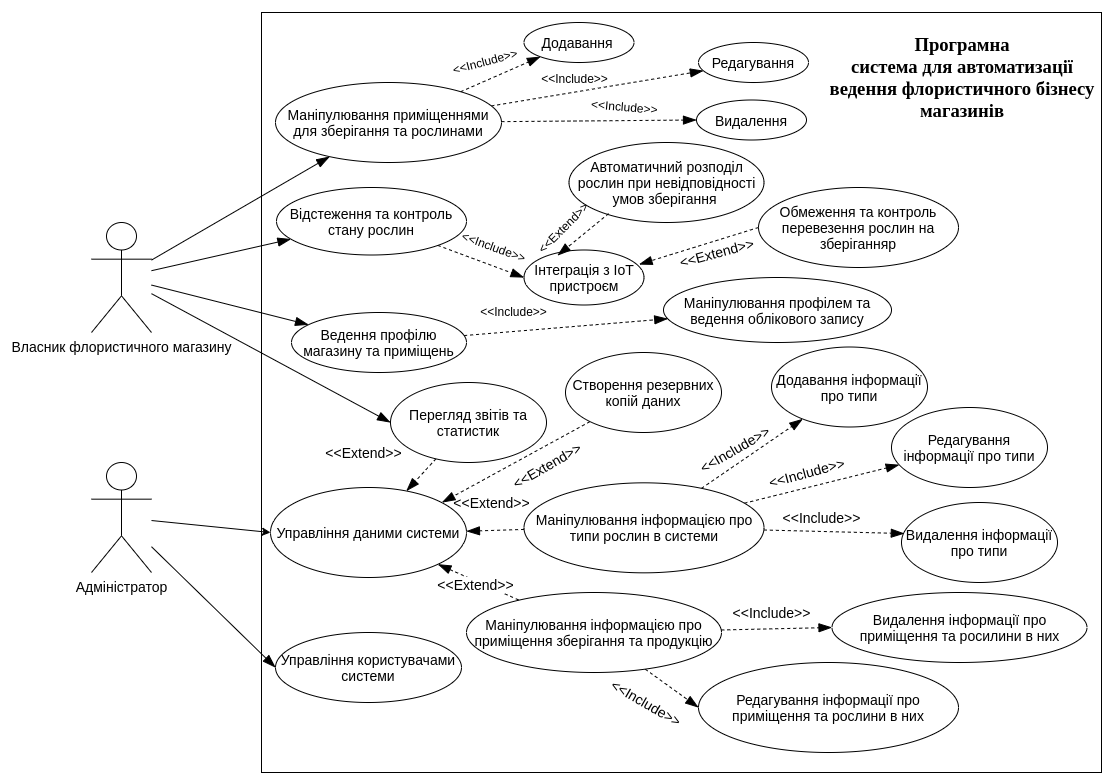 Програмна
система для автоматизації
ведення флористичного бізнесу
магазинів
<<Include>>
Додавання
<<Include>>
Редагування
<<Include>>
Видалення
Маніпулювання приміщеннями
для зберігання та рослинами
Автоматичний розподіл
рослин при невідповідності
умов зберігання
<<Extend>>
Відстеження та контроль
стану рослин
<<Include>>
Обмеження та контроль
перевезення рослин на
зберіганняр
<<Extend>>
Інтеграція з IoT
пристроєм
Власник флористичного магазину
Ведення профілю
магазину та приміщень
<<Include>>
Маніпулювання профілем та
ведення облікового запису
Перегляд звітів та
статистик
<<Extend>>
Створення резервних
копій даних
<<Extend>>
Додавання інформації
про типи
<<Include>>
Редагування
інформації про типи
<<Include>>
<<Extend>>
Управління даними системи
Маніпулювання інформацією про
типи рослин в системи
<<Include>>
Видалення інформації
про типи
Адміністратор
<<Extend>>
Маніпулювання інформацією про
приміщення зберігання та продукцію
<<Include>>
Видалення інформації про
приміщення та росилини в них
Управління користувачами
системи
<<Include>>
Редагування інформації про
приміщення та рослини в них